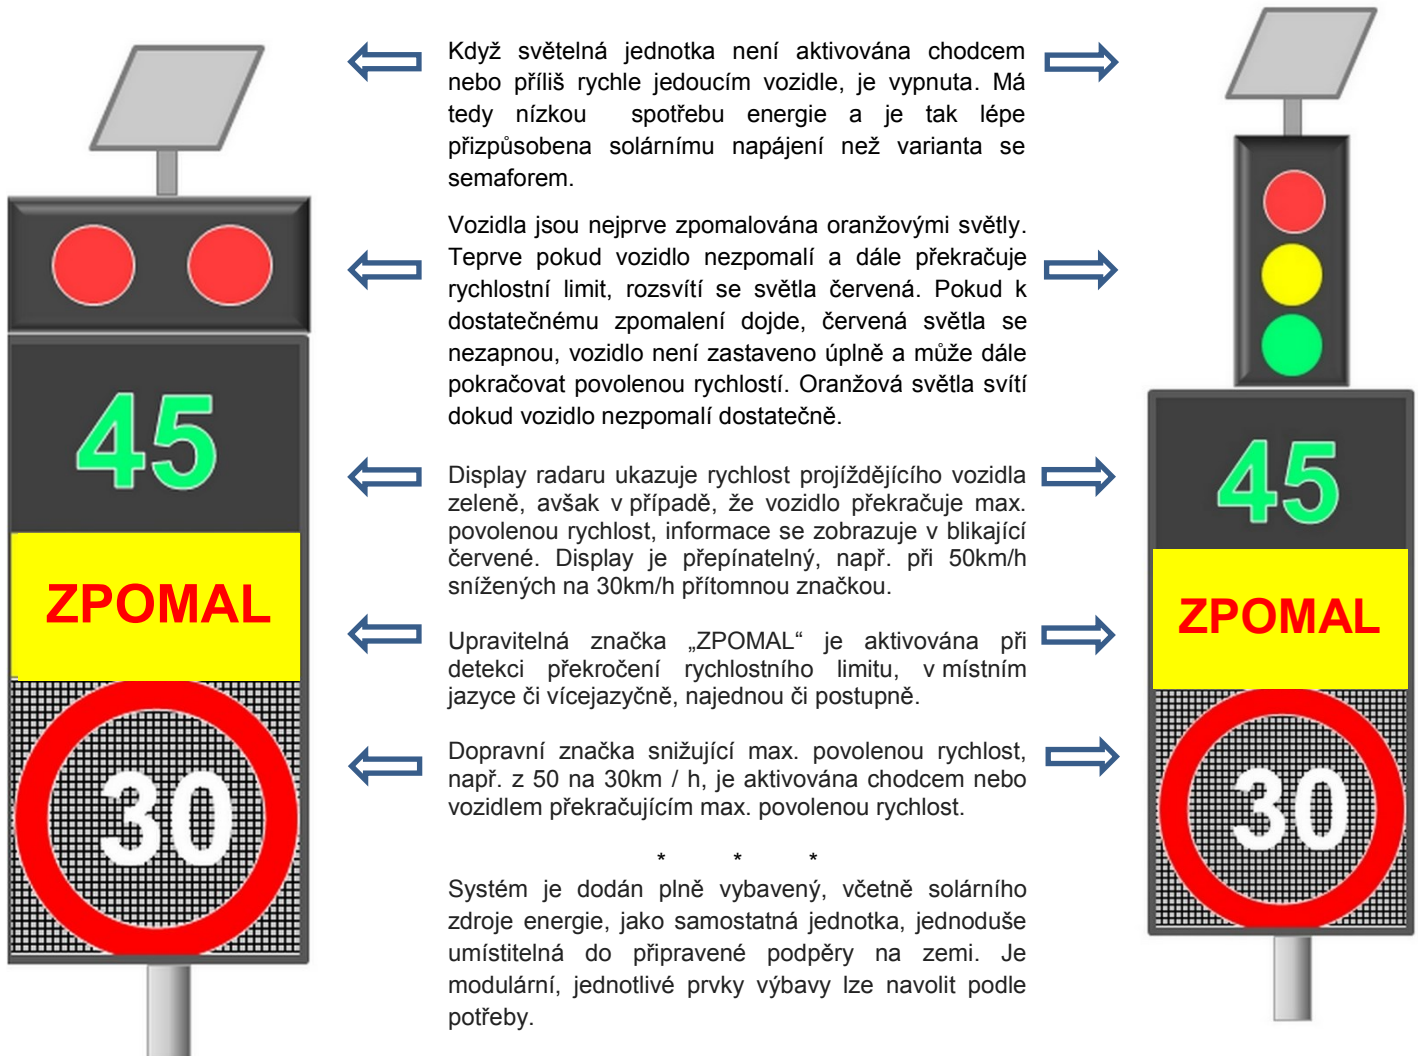 45
ZPOMAL
30
Když světelná jednotka není aktivována chodcem
nebo příliš rychle jedoucím vozidle, je vypnuta. Má
tedy nízkou spotřebu energie a je tak lépe
přizpůsobena solárnímu napájení než varianta se
semaforem.
Vozidla jsou nejprve zpomalována oranžovými světly.
Teprve pokud vozidlo nezpomalí a dále překračuje
rychlostní limit, rozsvítí se světla červená. Pokud k
dostatečnému zpomalení dojde, červená světla se
nezapnou, vozidlo není zastaveno úplně a může dále
pokračovat povolenou rychlostí. Oranžová světla svítí
dokud vozidlo nezpomalí dostatečně.
Display radaru ukazuje rychlost projíždějícího vozidla
zeleně, avšak v případě, že vozidlo překračuje max.
povolenou rychlost, informace se zobrazuje v blikající
červené. Display je přepínatelný, např. při 50km/h
snížených na 30km/h přítomnou značkou.
Upravitelná značka „ZPOMAL“ je aktivována při
detekci překročení rychlostního limitu, v místním
jazyce či vícejazyčně, najednou či postupně.
Dopravní značka snižující max. povolenou rychlost,
např. z 50 na 30km / h, je aktivována chodcem nebo
vozidlem překračujícím max. povolenou rychlost.
* * *
Systém je dodán plně vybavený, včetně solárního
zdroje energie, jako samostatná jednotka, jednoduše
umístitelná do připravené podpěry na zemi. Je
modulární, jednotlivé prvky výbavy lze navolit podle
potřeby.
45
ZPOMAL
30